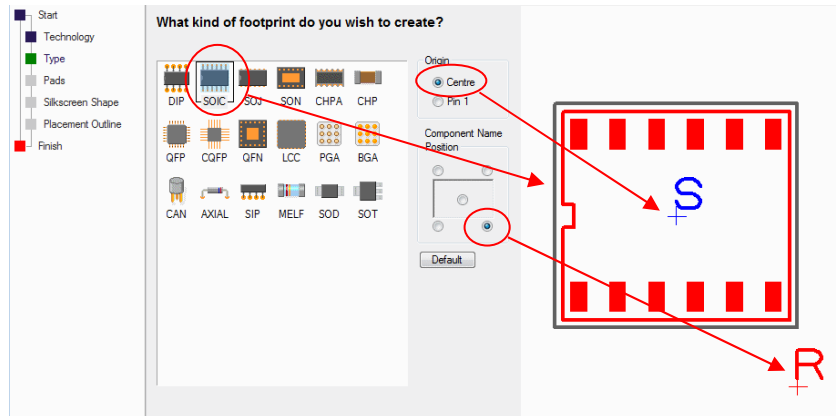 Start
Technology
Type
Pads
Silkscreen Shape
Placement Outline
Finish
What kind of footprint do you wish to create?
DIP SOIC SOJ SON CHPA CHP
QFP CQFP QFN LCC PGA BGA
CAN AXIAL SIP MELF SOD SOT
Origin
Centre
Pin 1
Component Name
Position
Default
S
R